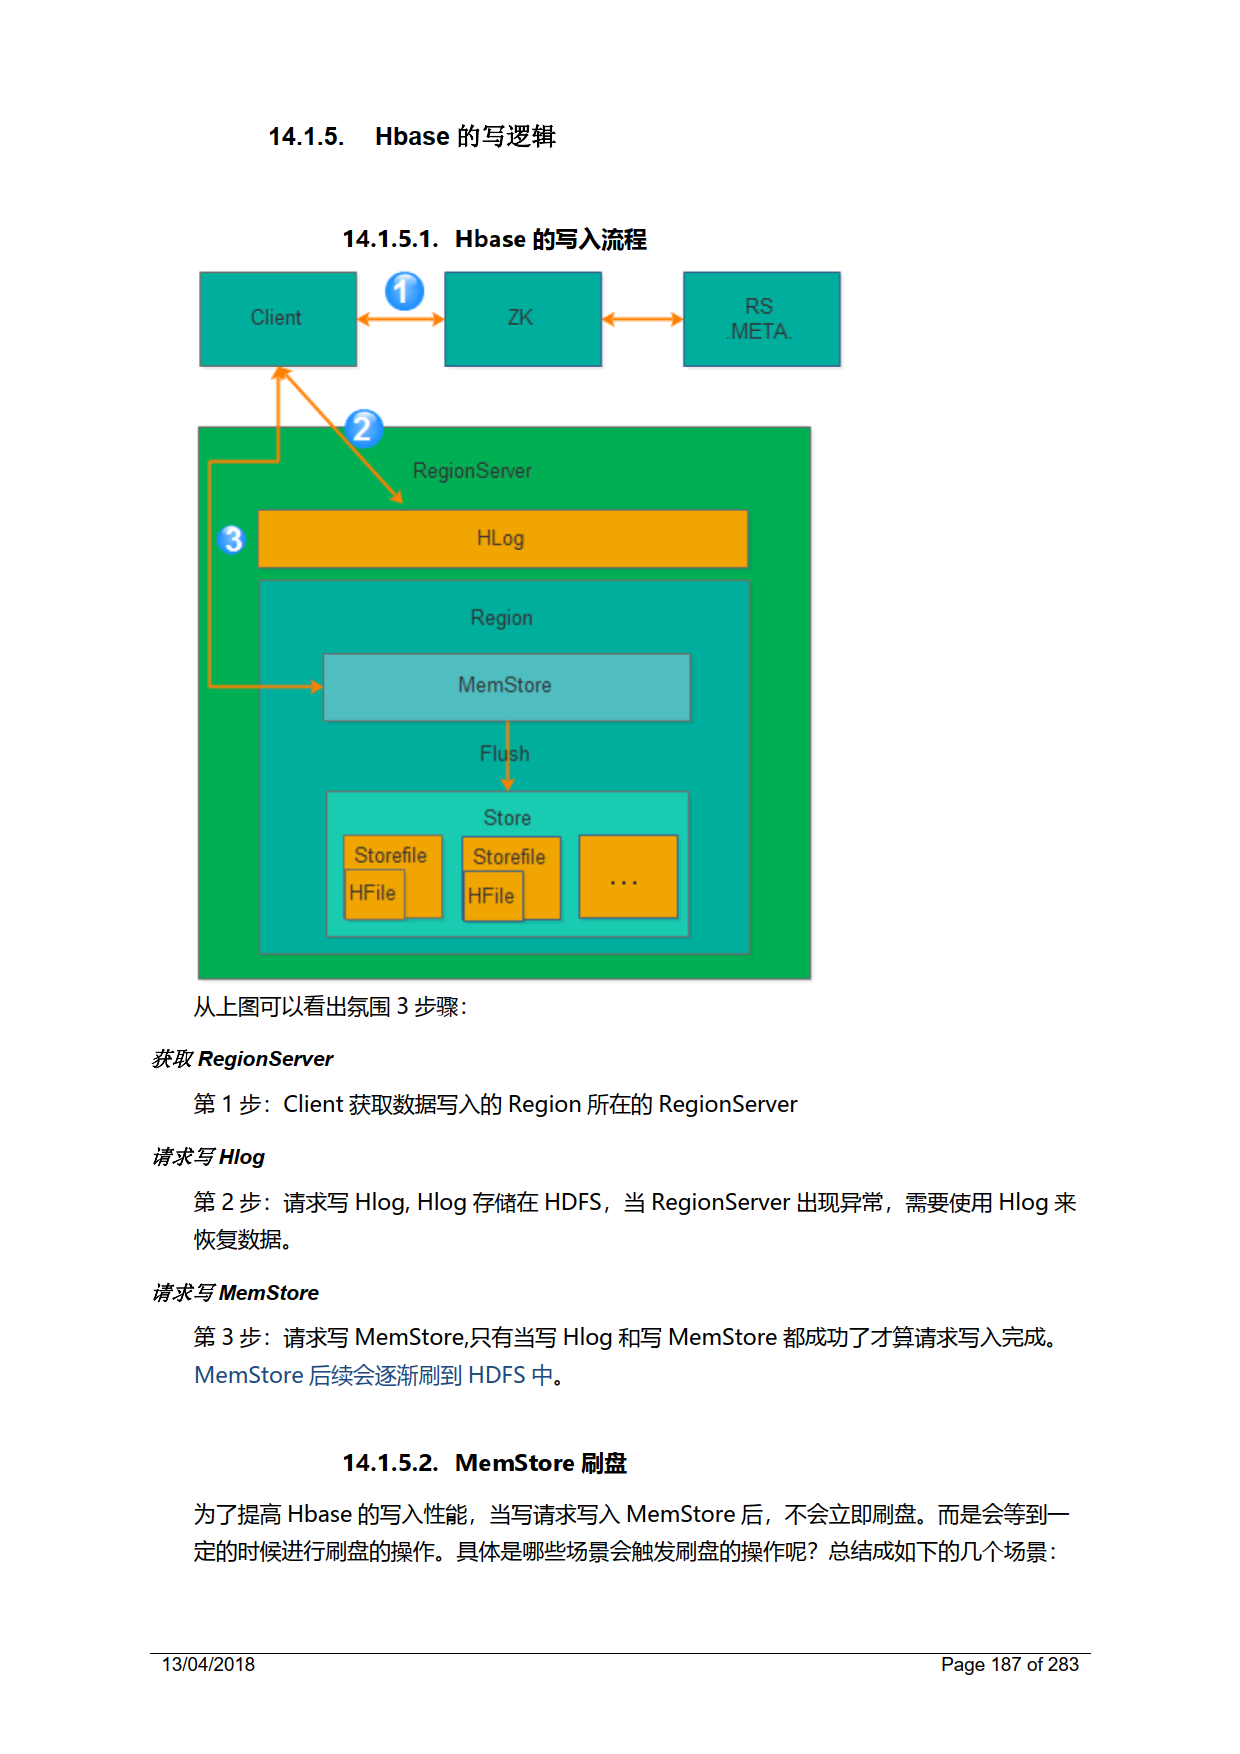 14.1.5. Hbase 的写逻辑
14.1.5.1. Hbase 的写入流程
Client
1
ZK
RS
.META.
2
RegionServer
3
HLog
Region
MemStore
Flush
Store
Storefile
HFile
Storefile
HFile
...
从上图可以看出氛围 3 步骤：
获取 RegionServer
第 1 步：Client 获取数据写入的 Region 所在的 RegionServer
请求写 Hlog
第 2 步：请求写 Hlog, Hlog 存储在 HDFS，当 RegionServer 出现异常，需要使用 Hlog 来
恢复数据。
请求写 MemStore
第 3 步：请求写 MemStore,只有当写 Hlog 和写 MemStore 都成功了才算请求写入完成。
MemStore 后续会逐渐刷到 HDFS 中。
14.1.5.2. MemStore 刷盘
为了提高 Hbase 的写入性能，当写请求写入 MemStore 后，不会立即刷盘。而是会等到一
定的时候进行刷盘的操作。具体是哪些场景会触发刷盘的操作呢？总结成如下的几个场景：
13/04/2018 Page 187 of 283